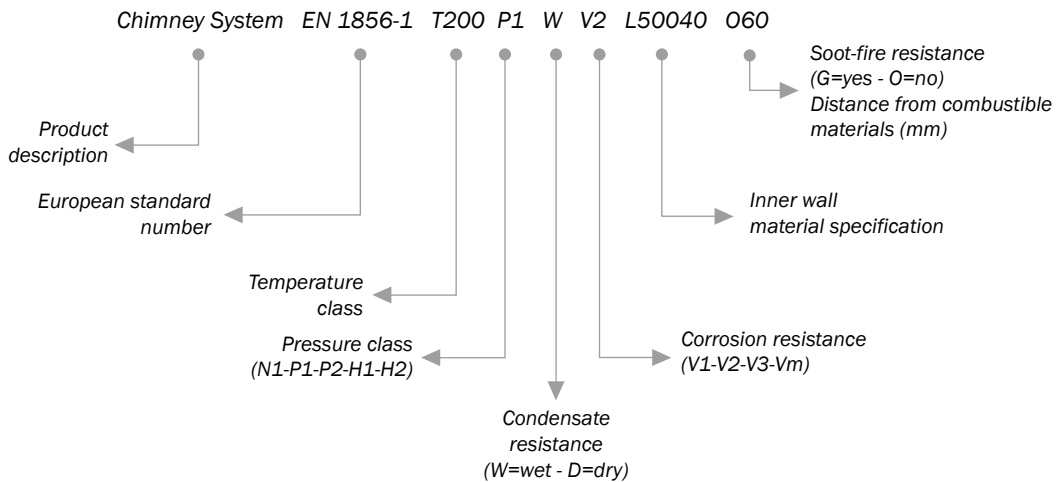 Chimney System EN 1856-1 T200 P1 W V2 L50040 O60
Soot-fire resistance
(G=yes - O=no)
Distance from combustible
materials (mm)
Product
description
European standard
number
Inner wall
material specification
Temperature
class
Pressure class
(N1-P1-P2-H1-H2)
Corrosion resistance
(V1-V2-V3-Vm)
Condensate
resistance
(W=wet - D=dry)